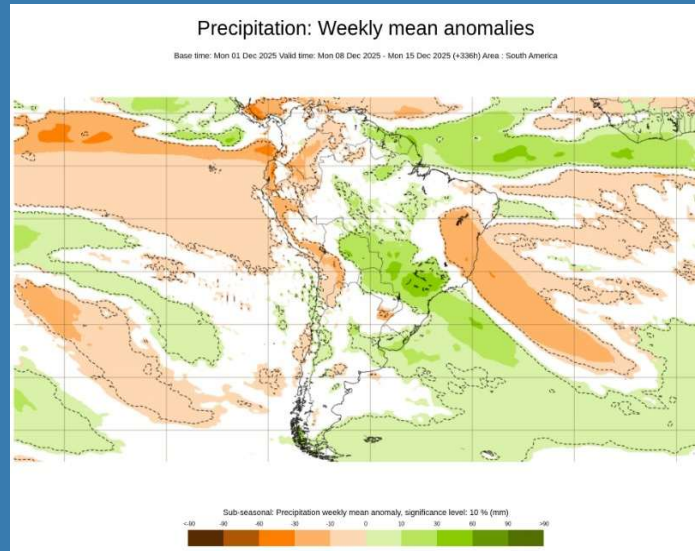 Precipitation: Weekly mean anomalies
Base time: Mon 01 Dec 2025 Valid time: Mon 08 Dec 2025 - Mon 15 Dec 2025 (+336h) Area : South America
Sub-seasonal: Precipitation weekly mean anomaly, significance level: 10 % (mm)
<-90 -90 -60 -30 -10 0 10 30 60 90 >90